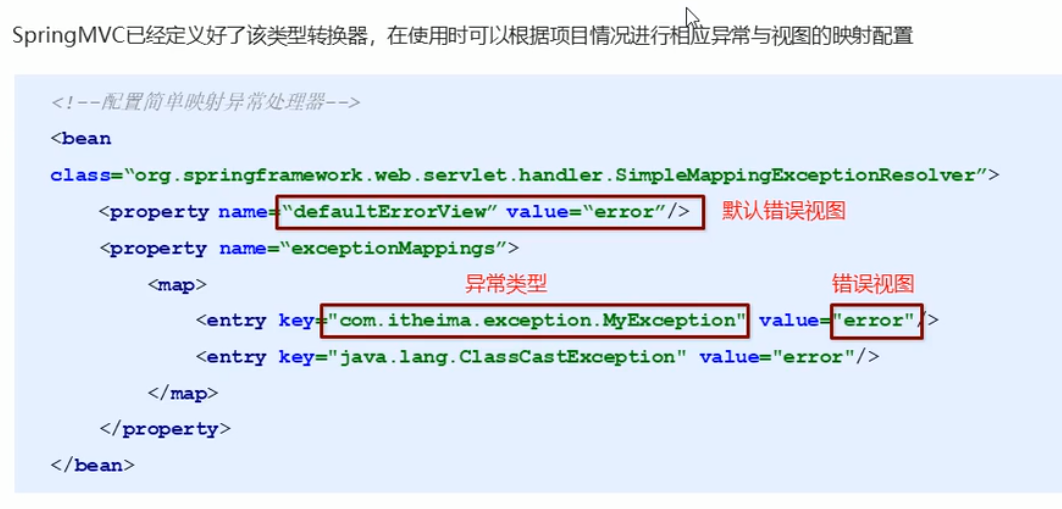 SpringMVC已经定义好了该类型转换器，在使用时可以根据项目情况进行相应异常与视图的映射配置
<!--配置简单映射异常处理器-->
<bean
class=“org.springframework.web.servlet.handler.SimpleMappingExceptionResolver”>
<property name=“defaultErrorView” value=“error”/> 默认错误视图
<property name=“exceptionMappings”>
<map> 异常类型 错误视图
<entry key="com.itheima.exception.MyException" value="error"/>
<entry key="java.lang.ClassCastException" value="error"/>
</map>
</property>
</bean>